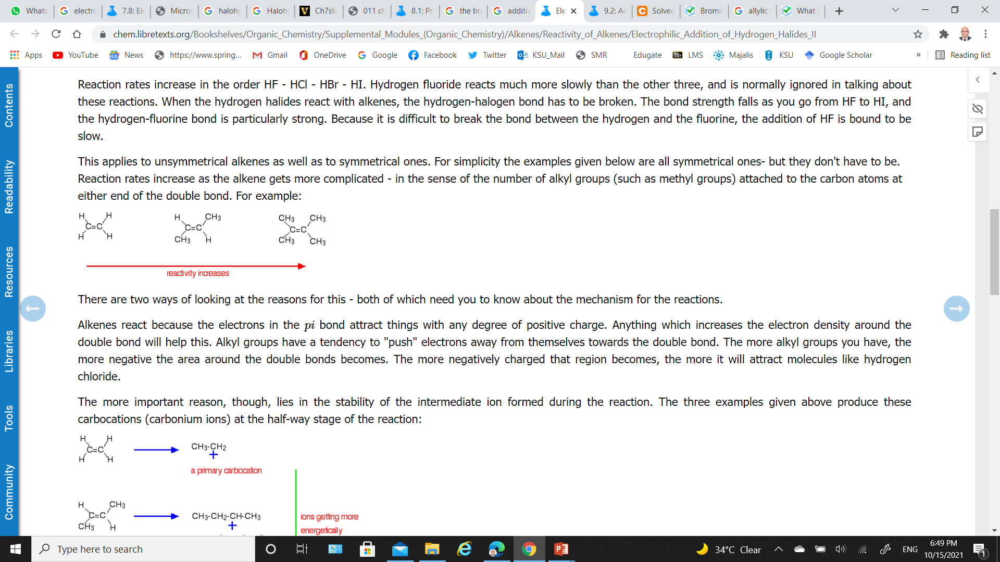 Whats
electro
7.8: Ele
Micros
halohy
Haloh
Ch7sli
011 ch
8.1: Pr
the br
additio
Ele
9.2: Ac
Solved
Bromi
allylic
What i
chem.libretexts.org/Bookshelves/Organic_Chemistry/Supplemental_Modules_(Organic_Chemistry)/Alkenes/Reactivity_of_Alkenes/Electrophilic_Addition_of_Hydrogen_Halides_II
Apps YouTube News https://www.spring... Gmail OneDrive Google Facebook Twitter KSU_Mail SMR Edugate Bb LMS Majalis KSU Google Scholar » Reading list
Contents
Readability
Resources
Libraries
Tools
Community
Reaction rates increase in the order HF - HCl - HBr - HI. Hydrogen fluoride reacts much more slowly than the other three, and is normally ignored in talking about
these reactions. When the hydrogen halides react with alkenes, the hydrogen-halogen bond has to be broken. The bond strength falls as you go from HF to HI, and
the hydrogen-fluorine bond is particularly strong. Because it is difficult to break the bond between the hydrogen and the fluorine, the addition of HF is bound to be
slow.
This applies to unsymmetrical alkenes as well as to symmetrical ones. For simplicity the examples given below are all symmetrical ones- but they don't have to be.
Reaction rates increase as the alkene gets more complicated - in the sense of the number of alkyl groups (such as methyl groups) attached to the carbon atoms at
either end of the double bond. For example:
H H H CH3 CH3 CH3
C=C C=C C=C
H H CH3 H CH3 CH3
reactivity increases
There are two ways of looking at the reasons for this - both of which need you to know about the mechanism for the reactions.
Alkenes react because the electrons in the pi bond attract things with any degree of positive charge. Anything which increases the electron density around the
double bond will help this. Alkyl groups have a tendency to "push" electrons away from themselves towards the double bond. The more alkyl groups you have, the
more negative the area around the double bonds becomes. The more negatively charged that region becomes, the more it will attract molecules like hydrogen
chloride.
The more important reason, though, lies in the stability of the intermediate ion formed during the reaction. The three examples given above produce these
carbocations (carbonium ions) at the half-way stage of the reaction:
H H
C=C CH3-CH2
H H +
a primary carbocation
H CH3
C=C CH3-CH2-CH-CH3
CH3 H +
ions getting more
energetically
Type here to search
34°C Clear
ENG
6:49 PM
10/15/2021
1